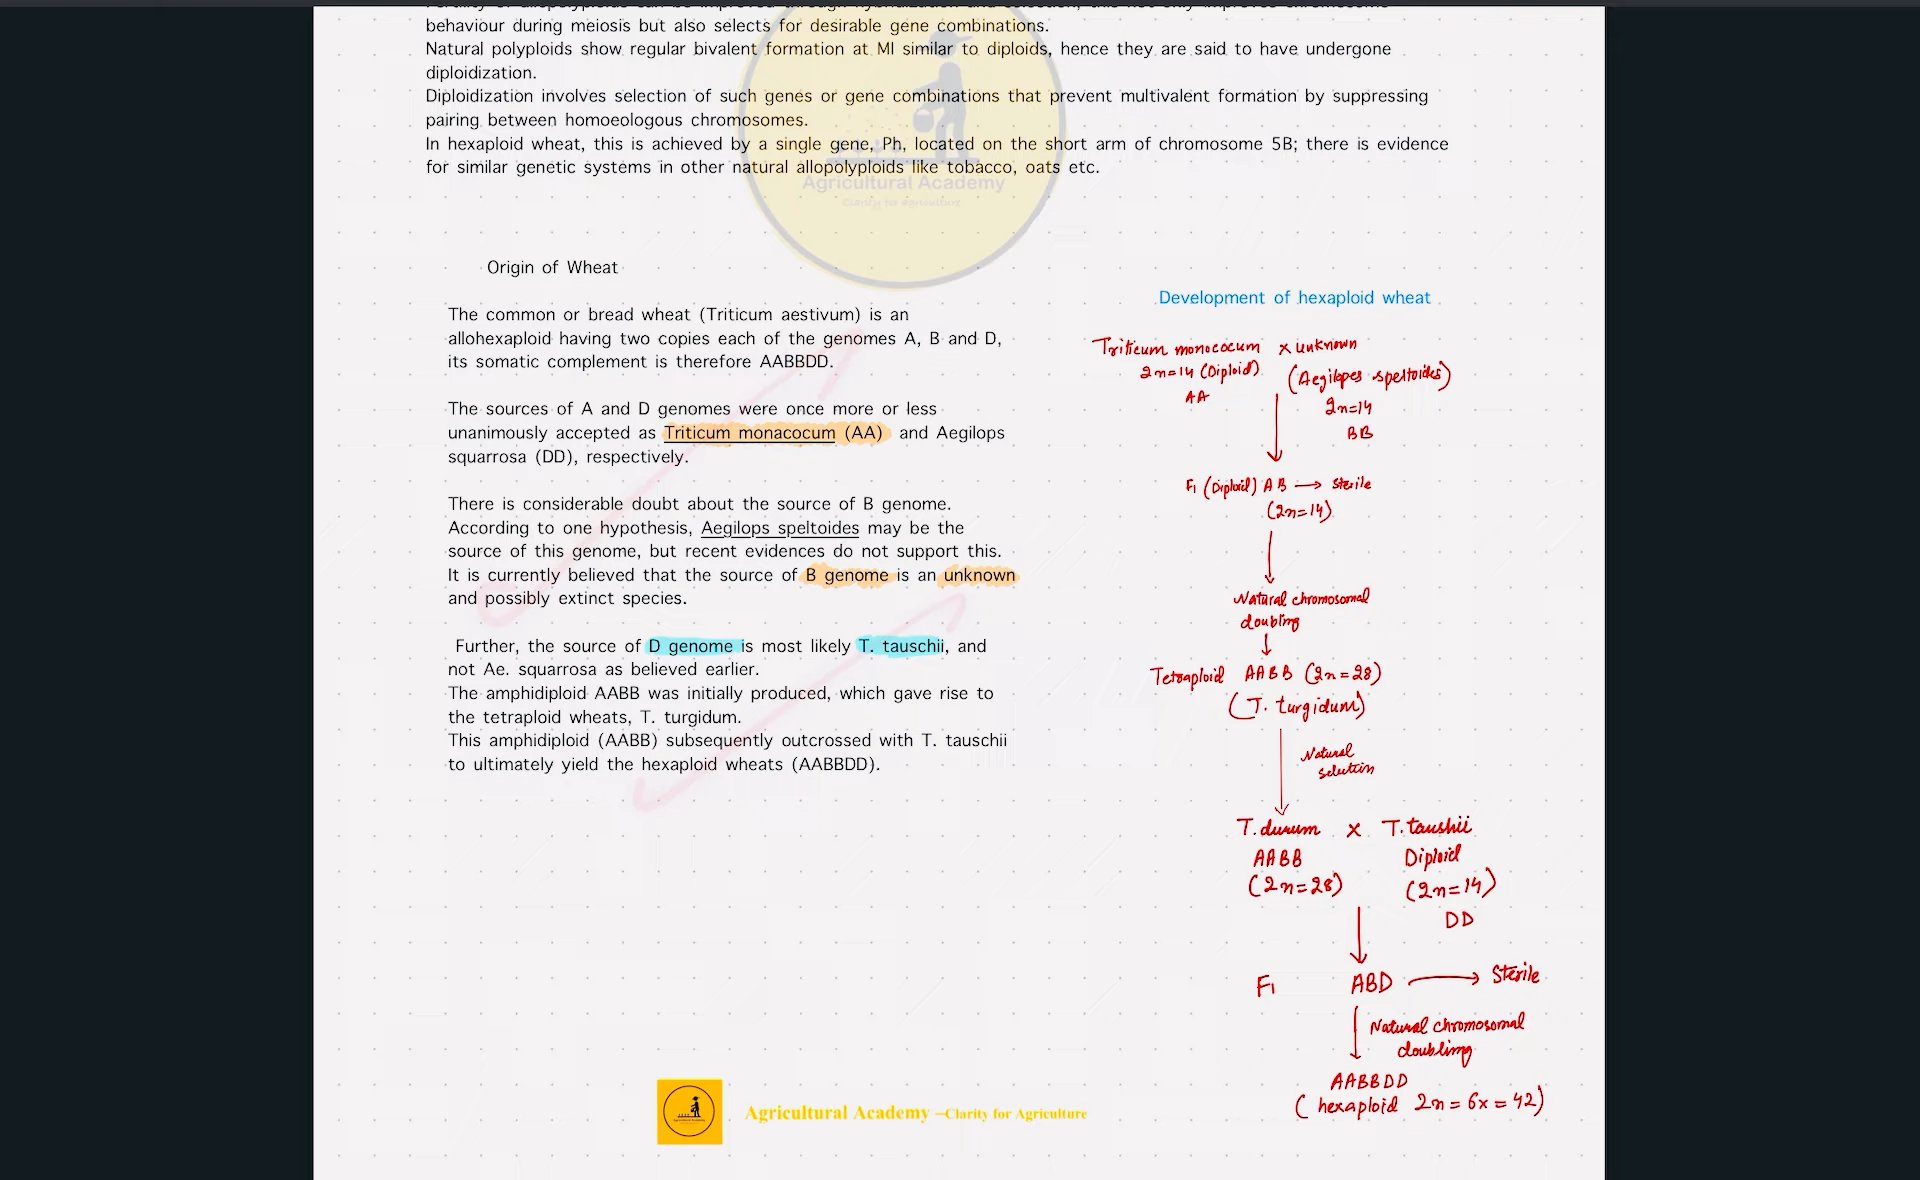 behaviour during meiosis but also selects for desirable gene combinations.
Natural polyploids show regular bivalent formation at MI similar to diploids, hence they are said to have undergone
diploidization.
Diploidization involves selection of such genes or gene combinations that prevent multivalent formation by suppressing
pairing between homoeologous chromosomes.
In hexaploid wheat, this is achieved by a single gene, Ph, located on the short arm of chromosome 5B; there is evidence
for similar genetic systems in other natural allopolyploids like tobacco, oats etc.
Agricultural Academy
Clarity for agriculture
Origin of Wheat
The common or bread wheat (Triticum aestivum) is an
allohexaploid having two copies each of the genomes A, B and D,
its somatic complement is therefore AABBDD.
The sources of A and D genomes were once more or less
unanimously accepted as Triticum monacocum (AA) and Aegilops
squarrosa (DD), respectively.
There is considerable doubt about the source of B genome.
According to one hypothesis, Aegilops speltoides may be the
source of this genome, but recent evidences do not support this.
It is currently believed that the source of B genome is an unknown
and possibly extinct species.
Further, the source of D genome is most likely T. tauschii, and
not Ae. squarrosa as believed earlier.
The amphidiploid AABB was initially produced, which gave rise to
the tetraploid wheats, T. turgidum.
This amphidiploid (AABB) subsequently outcrossed with T. tauschii
to ultimately yield the hexaploid wheats (AABBDD).
Development of hexaploid wheat
Triticum monococum x unknown
2n=14 (Diploid) (Aegilopes speltoides)
AA 2n=14
BB
F1 (Diploid) AB → Sterile
(2n=14)
Natural chromosomal
doubling
Tetraploid AABB (2n=28)
(T. turgidum)
Natural
selection
T. durum x T. taushii
AABB Diploid
(2n=28) (2n=14)
DD
F1 ABD → Sterile
Natural chromosomal
doubling
AABBDD
(hexaploid 2n=6x=42)
Agricultural Academy –Clarity for Agriculture